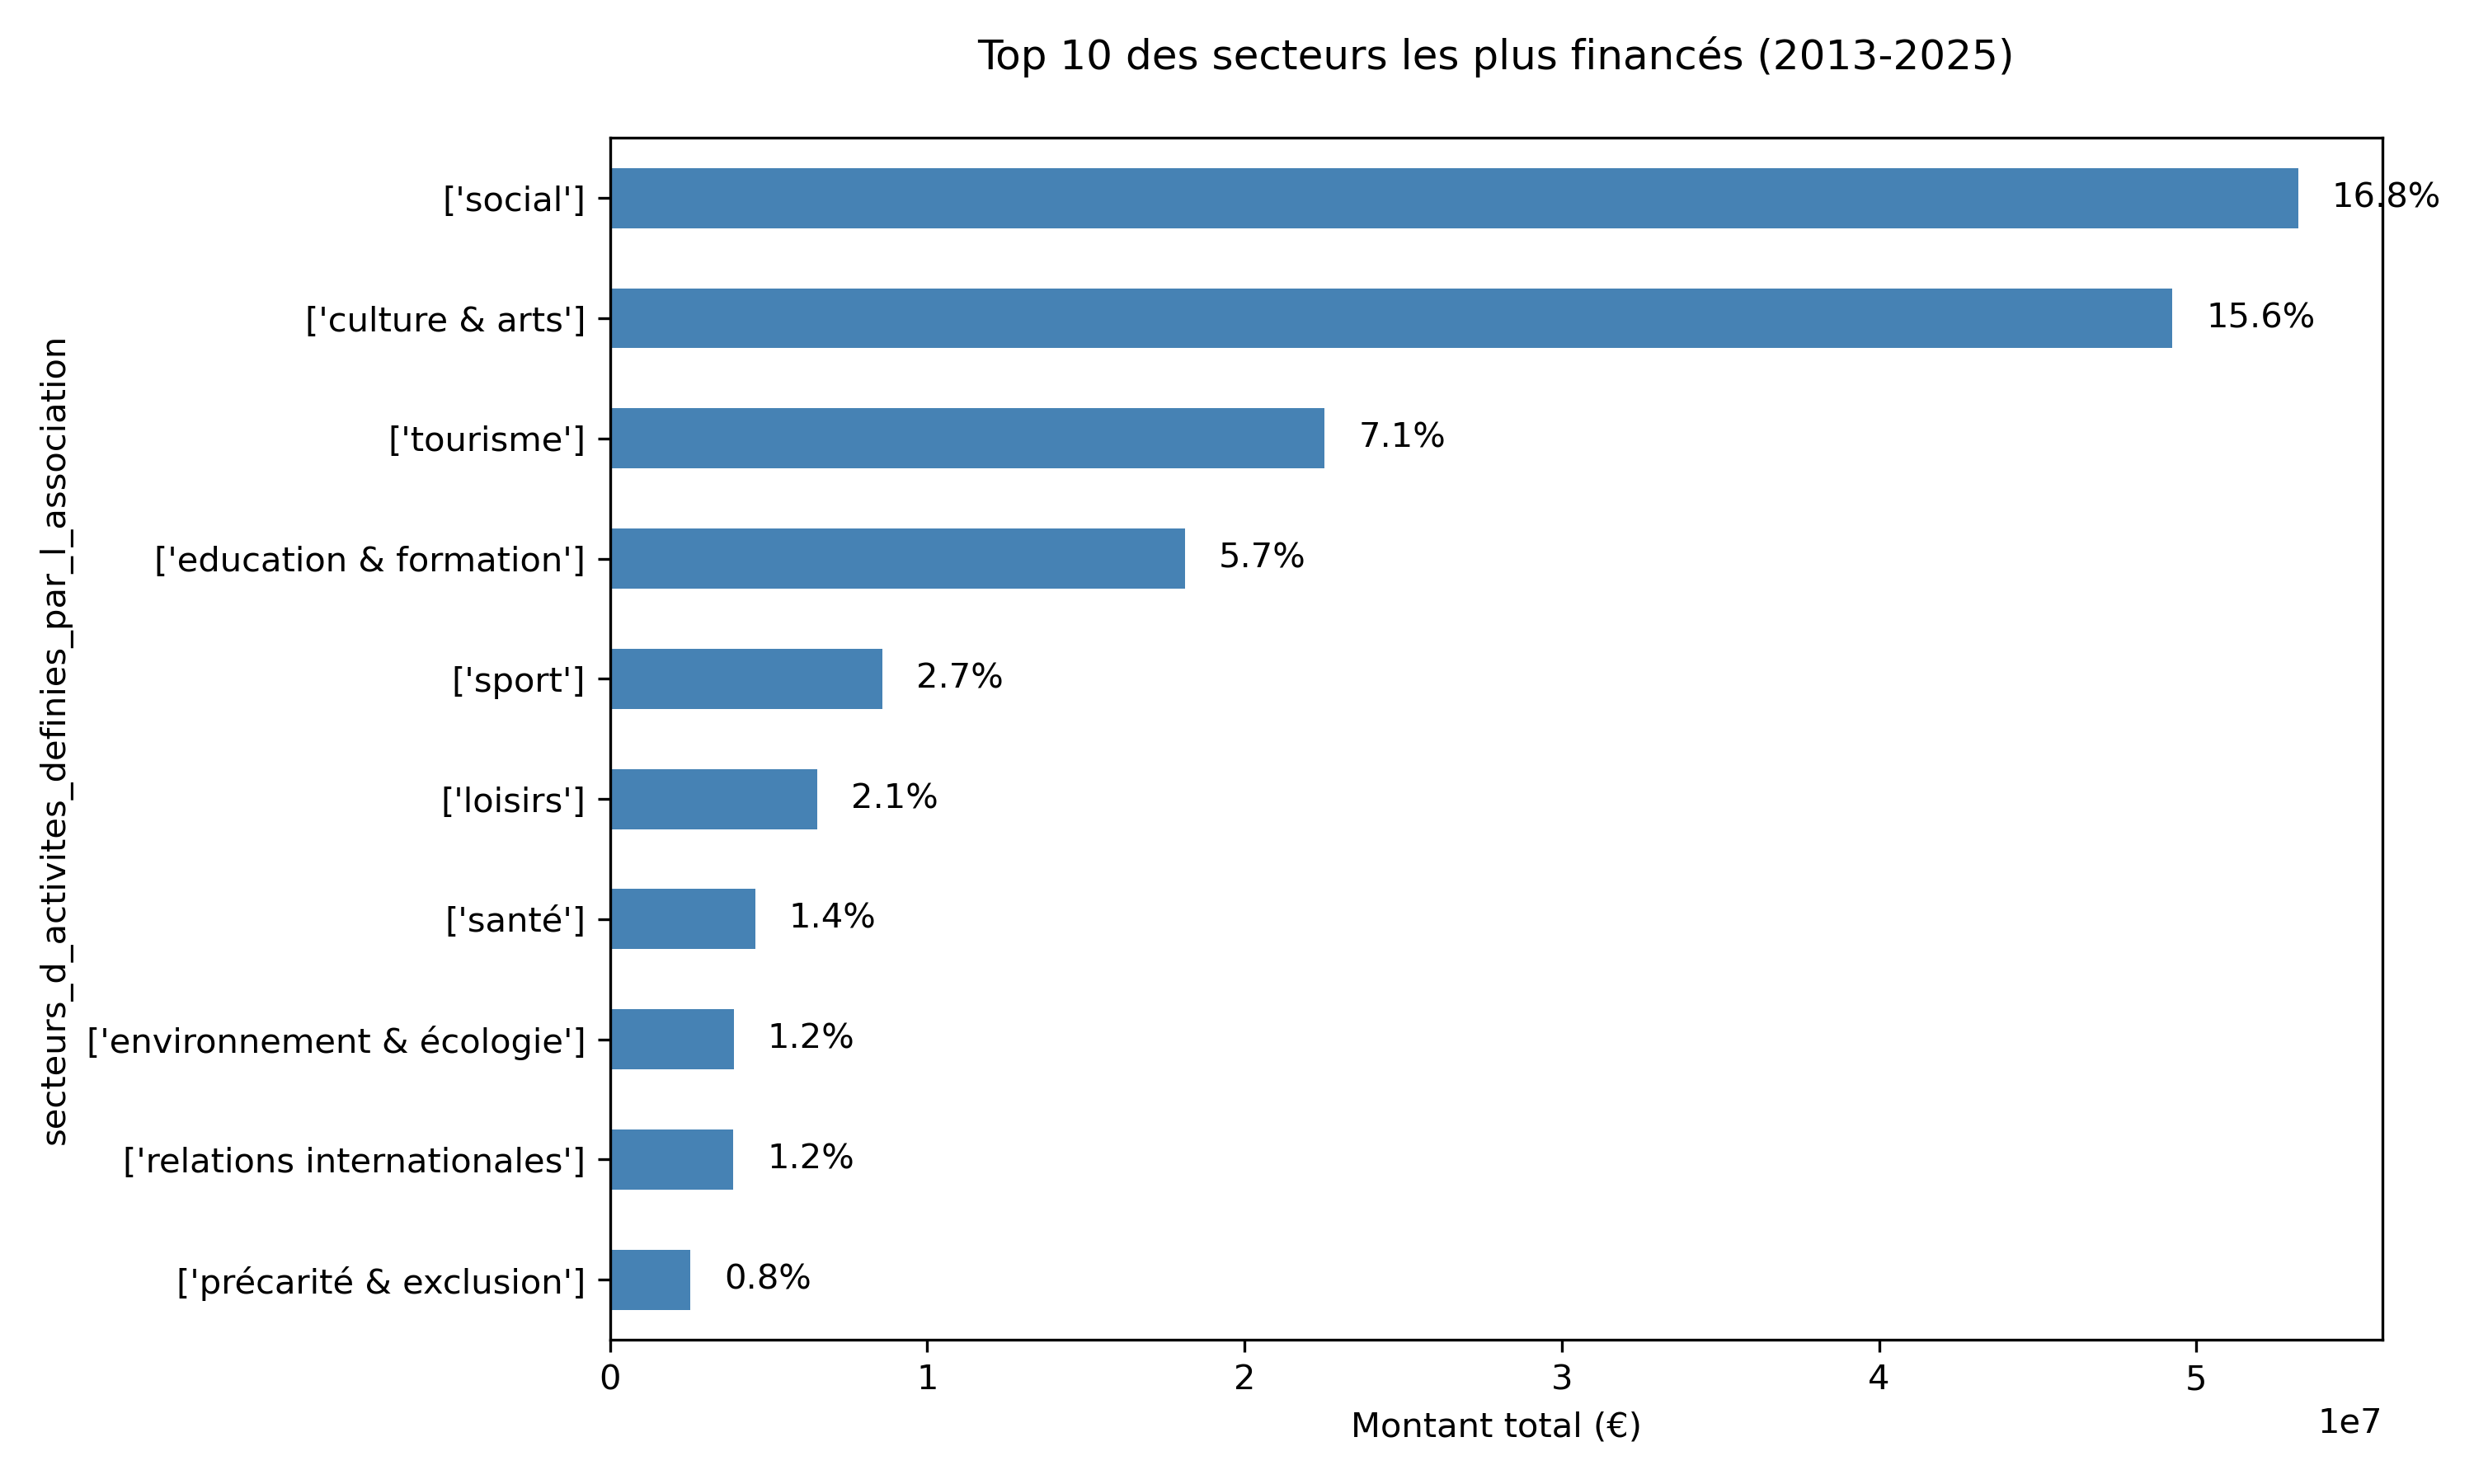 Top 10 des secteurs les plus financés (2013-2025)
secteurs_d_activites_definies_par_l_association
['social'] 16.8%
['culture & arts'] 15.6%
['tourisme'] 7.1%
['education & formation'] 5.7%
['sport'] 2.7%
['loisirs'] 2.1%
['santé'] 1.4%
['environnement & écologie'] 1.2%
['relations internationales'] 1.2%
['précarité & exclusion'] 0.8%
0 1 2 3 4 5
Montant total (€)
1e7